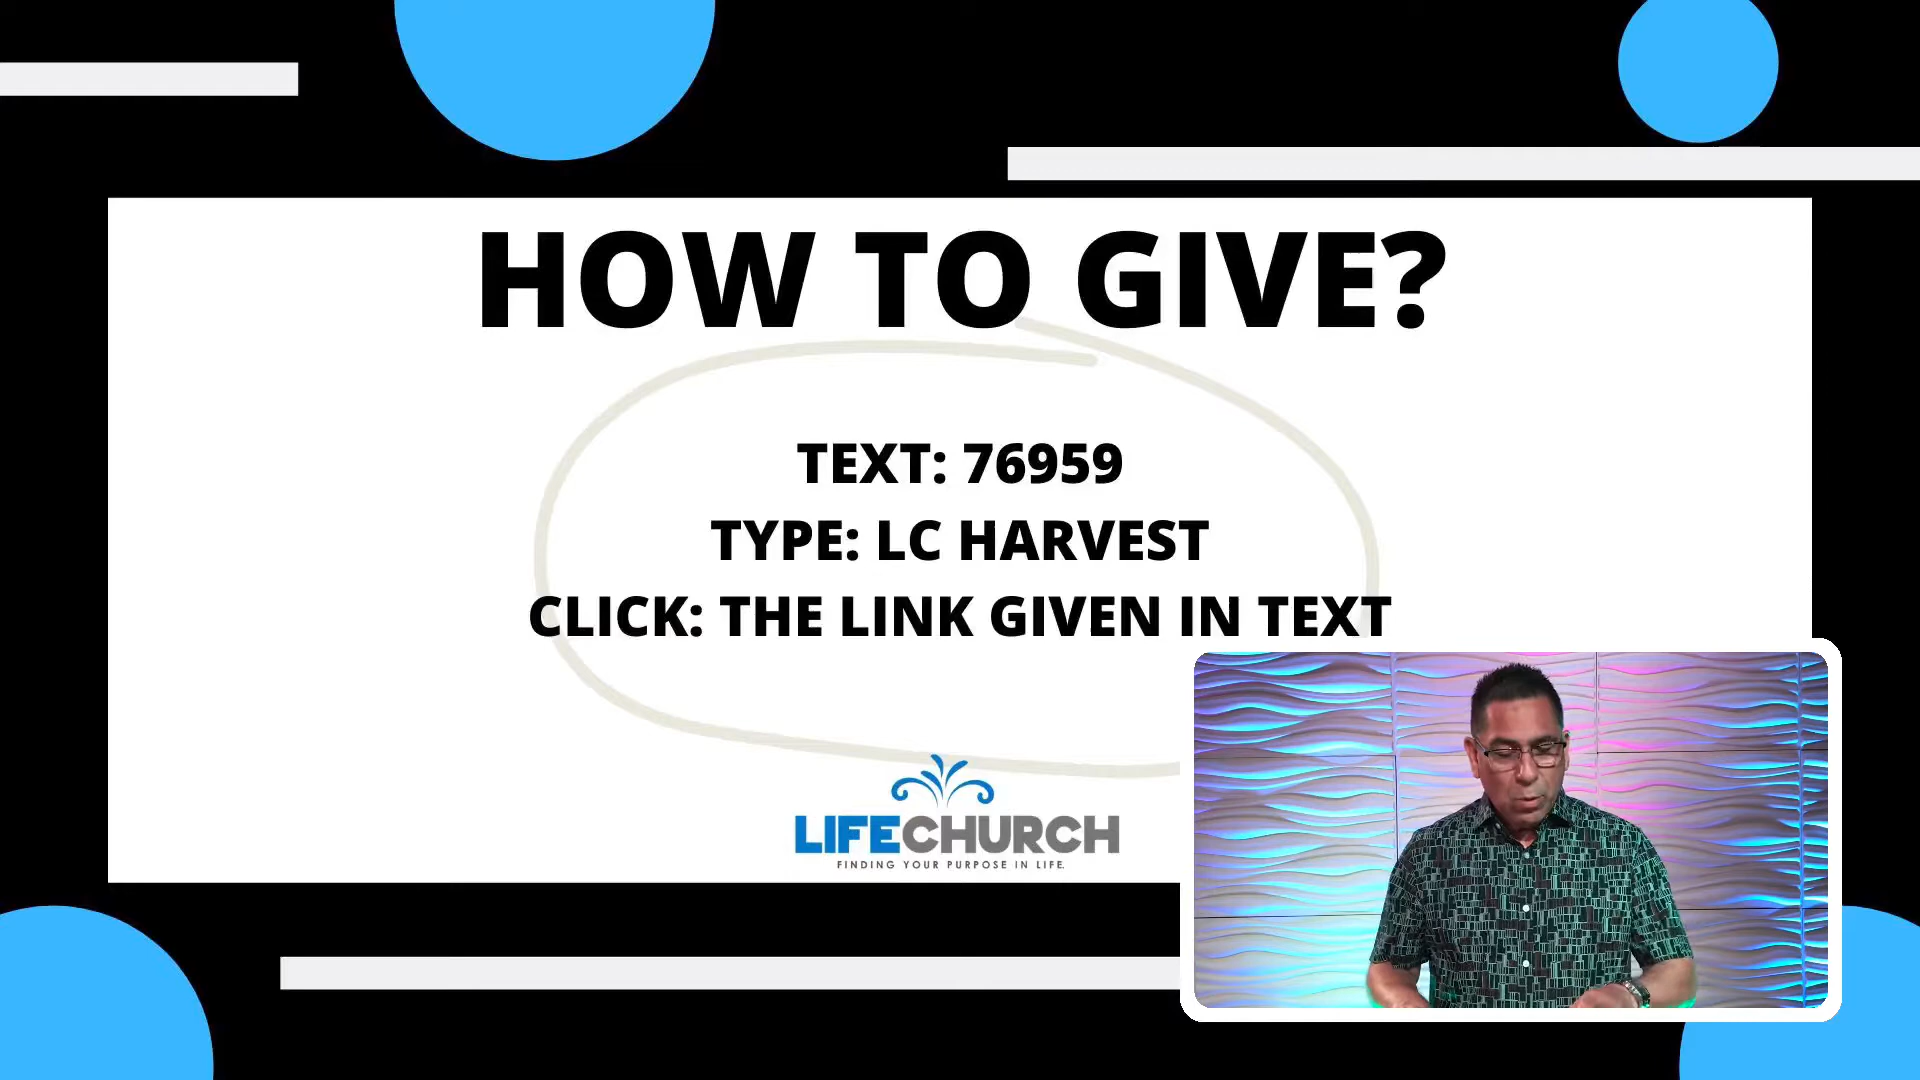 HOW TO GIVE?
TEXT: 76959
TYPE: LC HARVEST
CLICK: THE LINK GIVEN IN TEXT
LIFECHURCH
FINDING YOUR PURPOSE IN LIFE.